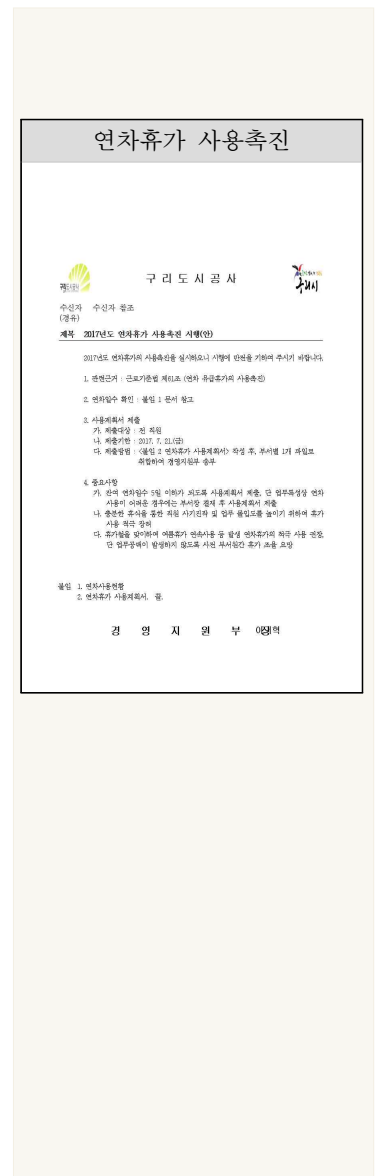 연차휴가 사용촉진
구 리 도 시 공 사
구리시
수신자 수신자 참조
(경유)
제목 2017년도 연차휴가 사용촉진 시행(안)
2017년도 연차휴가의 사용촉진을 실시하오니 시행에 만전을 기하여 주시기 바랍니다.
1. 관련근거 : 근로기준법 제61조 (연차 유급휴가의 사용촉진)
2. 연차일수 확인 : 붙임 1 문서 참고
3. 사용계획서 제출
가. 제출대상 : 전 직원
나. 제출기한 : 2017. 7. 21.(금)
다. 제출방법 : <붙임 2 연차휴가 사용계획서> 작성 후, 부서별 1개 파일로
취합하여 경영지원부 송부
4. 중요사항
가. 잔여 연차일수 5일 이하가 되도록 사용계획서 제출, 단 업무특성상 연차
사용이 어려운 경우에는 부서장 결재 후 사용계획서 제출
나. 충분한 휴식을 통한 직원 사기진작 및 업무 몰입도를 높이기 위하여 휴가
사용 적극 장려
다. 휴가철을 맞이하여 여름휴가 연속사용 등 발생 연차휴가의 적극 사용 권장,
단 업무공백이 발생하지 않도록 사전 부서원간 휴가 조율 요망
붙임 1. 연차사용현황
2. 연차휴가 사용계획서. 끝.
경 영 지 원 부